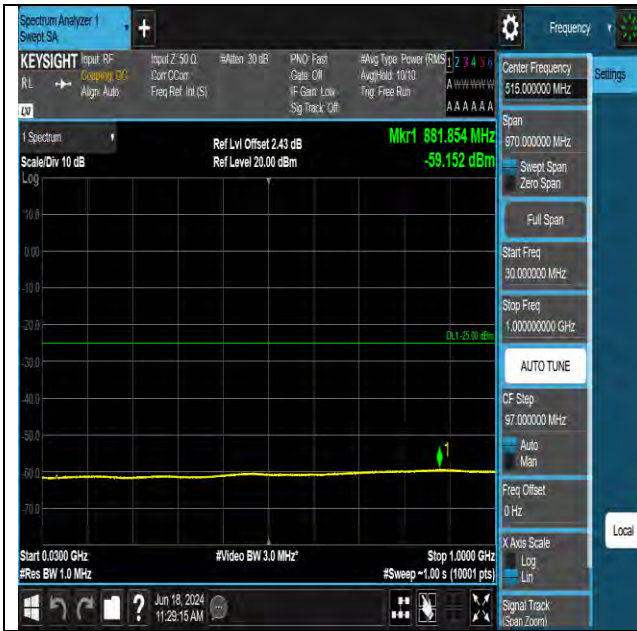 Spectrum Analyzer 1
Swept SA
+
Frequency
KEYSIGHT
RL
Input: RF
Coupling: DC
Align: Auto
Input Z: 50 Ω
Corr CCorr
Freq Ref: Int (S)
#Atten: 30 dB
PNO: Fast
Gate: Off
IF Gain: Low
Sig Track: Off
#Avg Type: Power (RMS
Avg|Hold: 10/10
Trig: Free Run
1 2 3 4 5 6
A W W W W W
A A A A A A
1 Spectrum
Scale/Div 10 dB
Log
Ref Lvl Offset 2.43 dB
Ref Level 20.00 dBm
Mkr1 881.854 MHz
-59.152 dBm
10.0
0.00
-10.0
-20.0
-30.0
-40.0
-50.0
-60.0
-70.0
DL1 -25.00 dBm
1
Start 0.0300 GHz
#Res BW 1.0 MHz
#Video BW 3.0 MHz*
Stop 1.0000 GHz
#Sweep ~1.00 s (10001 pts)
Jun 18, 2024
11:29:15 AM
?
Center Frequency
515.000000 MHz
Settings
Span
970.000000 MHz
Swept Span
Zero Span
Full Span
Start Freq
30.000000 MHz
Stop Freq
1.000000000 GHz
AUTO TUNE
CF Step
97.000000 MHz
Auto
Man
Freq Offset
0 Hz
Local
X Axis Scale
Log
Lin
Signal Track
(Span Zoom)